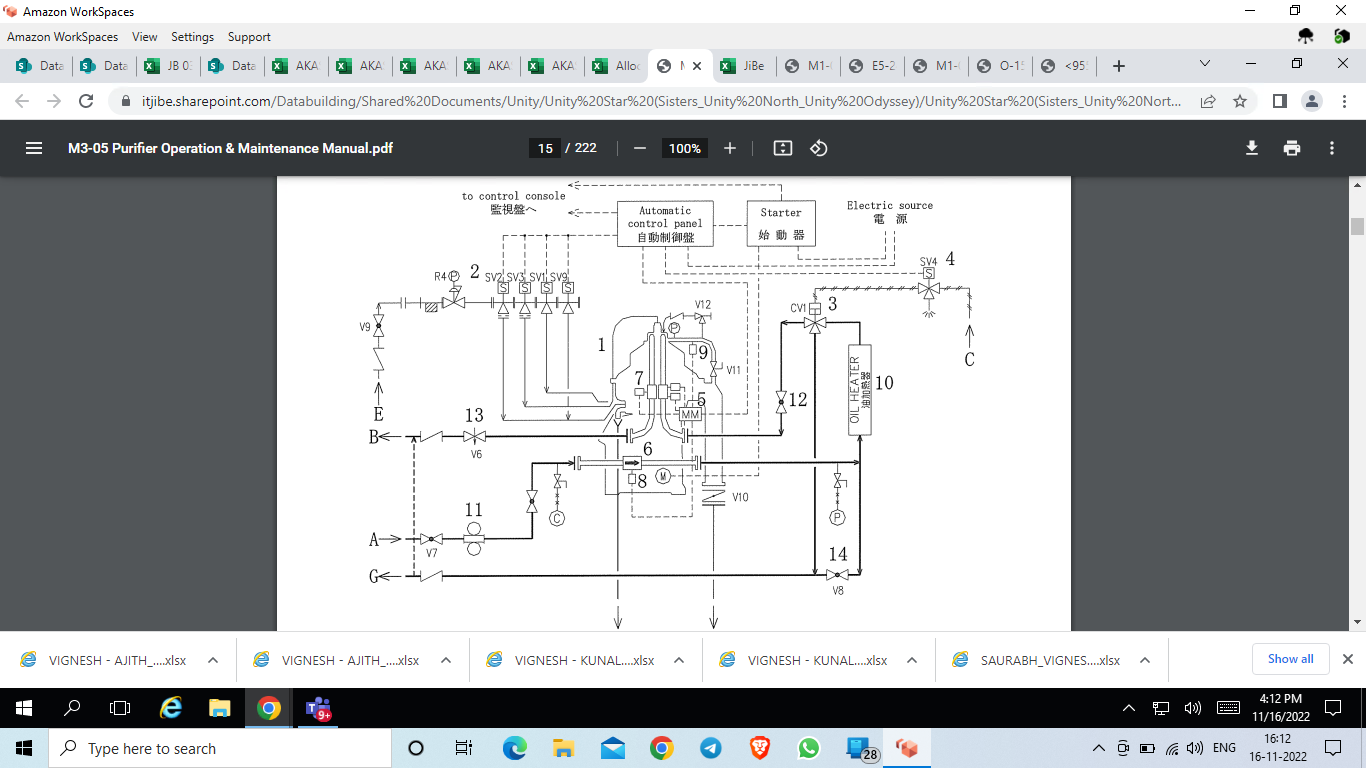 Amazon WorkSpaces
Amazon WorkSpaces View Settings Support
Data
Data
JB 0
Data
AKA
AKA
AKA
AKA
AKA
Alloc
JiBe
M1-
E5-2
M1-
O-15
<95
itjibe.sharepoint.com/Databuilding/Shared%20Documents/Unity/Unity%20Star%20(Sisters_Unity%20North_Unity%20Odyssey)/Unity%20Star%20(Sisters_Unity%20Nort...
M3-05 Purifier Operation & Maintenance Manual.pdf
15 / 222
100%
to control console
監視盤へ
Automatic
control panel
自動制御盤
Starter
始動器
Electric source
電 源
R4 P 2 SV2 SV3 SV1 SV9
S S S S
SV4 4
S
V9
V12
CV1 3
P
1
9
V11
C
7
OIL HEATER
油加熱器
10
5
MM
12
E
13
B
V6
6
8
M
V10
11
C
P
A
V7
14
G
V8
VIGNESH - AJITH_....xlsx
VIGNESH - AJITH_....xlsx
VIGNESH - KUNAL....xlsx
VIGNESH - KUNAL....xlsx
SAURABH_VIGNES....xlsx
Show all
9+
4:12 PM
11/16/2022
Type here to search
28
ENG
16:12
16-11-2022